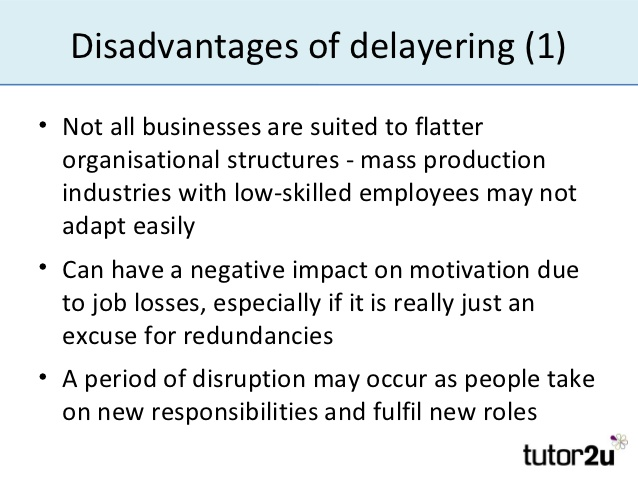 Disadvantages of delayering (1)
• Not all businesses are suited to flatter
organisational structures - mass production
industries with low-skilled employees may not
adapt easily
• Can have a negative impact on motivation due
to job losses, especially if it is really just an
excuse for redundancies
• A period of disruption may occur as people take
on new responsibilities and fulfil new roles
tutor2u